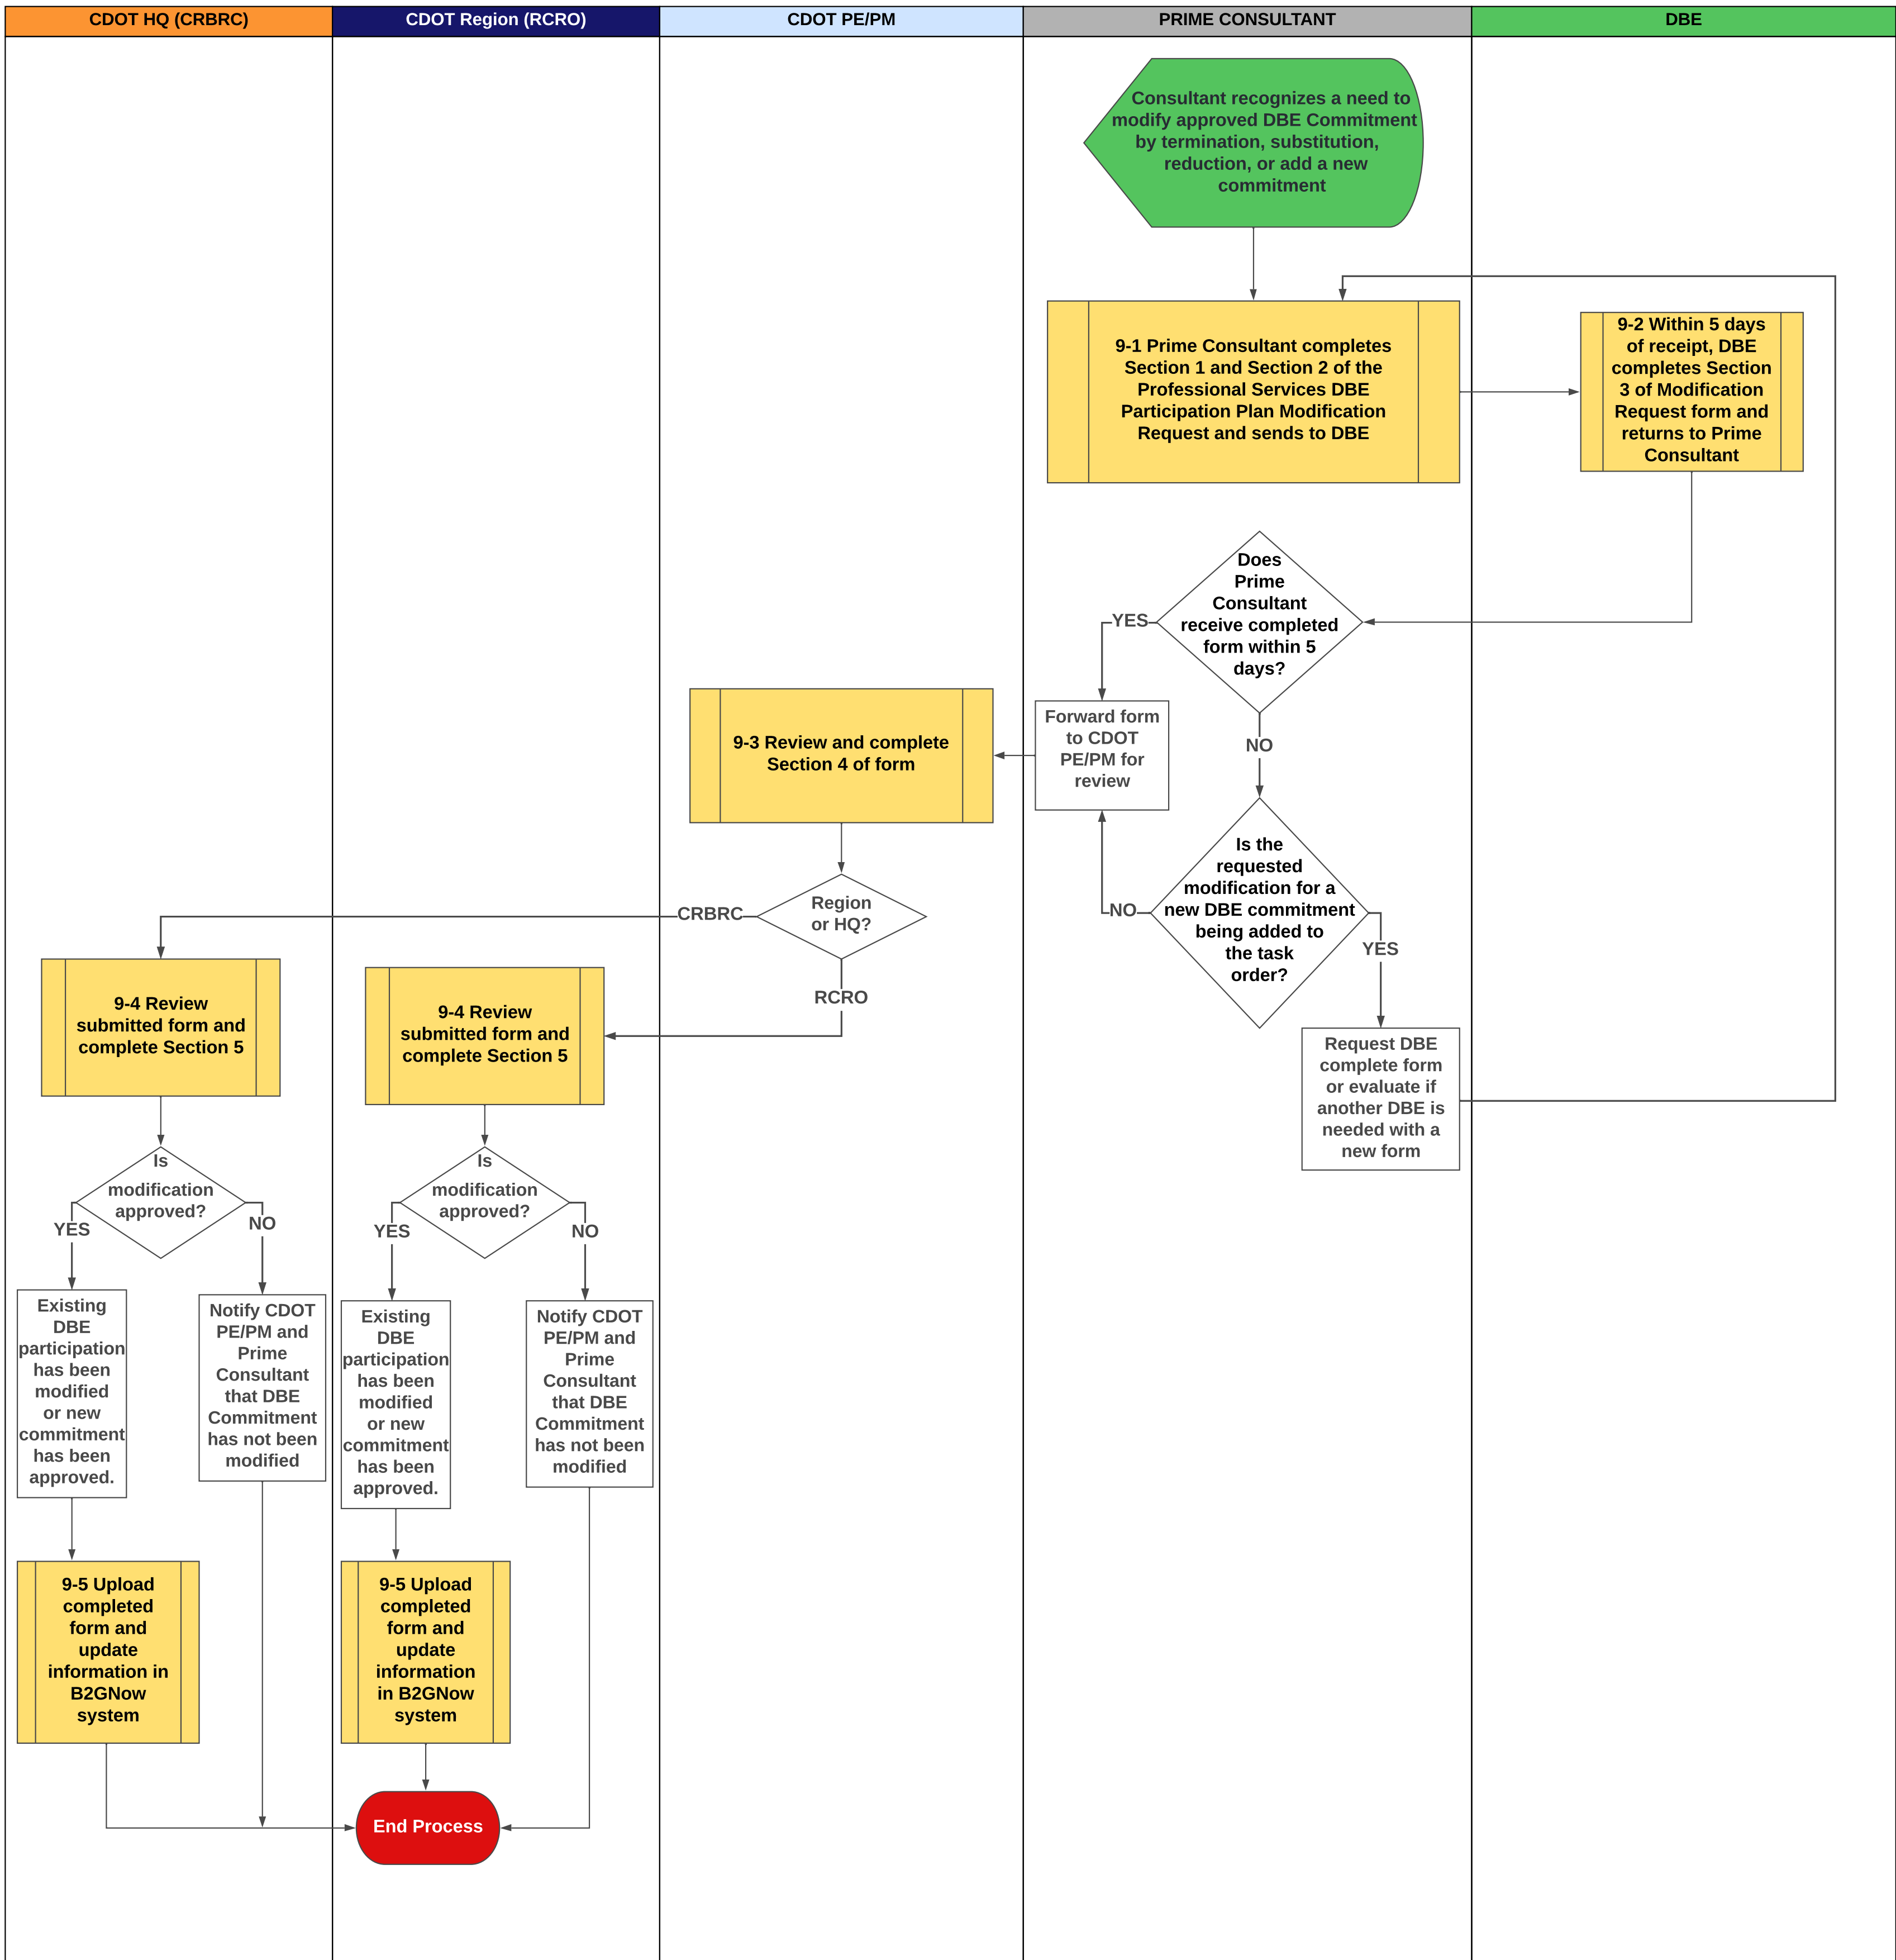 CDOT HQ (CRBRC)
CDOT Region (RCRO)
CDOT PE/PM
PRIME CONSULTANT
DBE
Consultant recognizes a need to
modify approved DBE Commitment
by termination, substitution,
reduction, or add a new
commitment
9-1 Prime Consultant completes
Section 1 and Section 2 of the
Professional Services DBE
Participation Plan Modification
Request and sends to DBE
9-2 Within 5 days
of receipt, DBE
completes Section
3 of Modification
Request form and
returns to Prime
Consultant
Does
Prime
Consultant
receive completed
form within 5
days?
YES
NO
Forward form
to CDOT
PE/PM for
review
9-3 Review and complete
Section 4 of form
Is the
requested
modification for a
new DBE commitment
being added to
the task
order?
NO
YES
Request DBE
complete form
or evaluate if
another DBE is
needed with a
new form
Region
or HQ?
CRBRC
RCRO
9-4 Review
submitted form and
complete Section 5
9-4 Review
submitted form and
complete Section 5
Is
modification
approved?
YES
NO
Is
modification
approved?
YES
NO
Existing
DBE
participation
has been
modified
or new
commitment
has been
approved.
Notify CDOT
PE/PM and
Prime
Consultant
that DBE
Commitment
has not been
modified
Existing
DBE
participation
has been
modified
or new
commitment
has been
approved.
Notify CDOT
PE/PM and
Prime
Consultant
that DBE
Commitment
has not been
modified
9-5 Upload
completed
form and
update
information in
B2GNow
system
9-5 Upload
completed
form and
update
information
in B2GNow
system
End Process